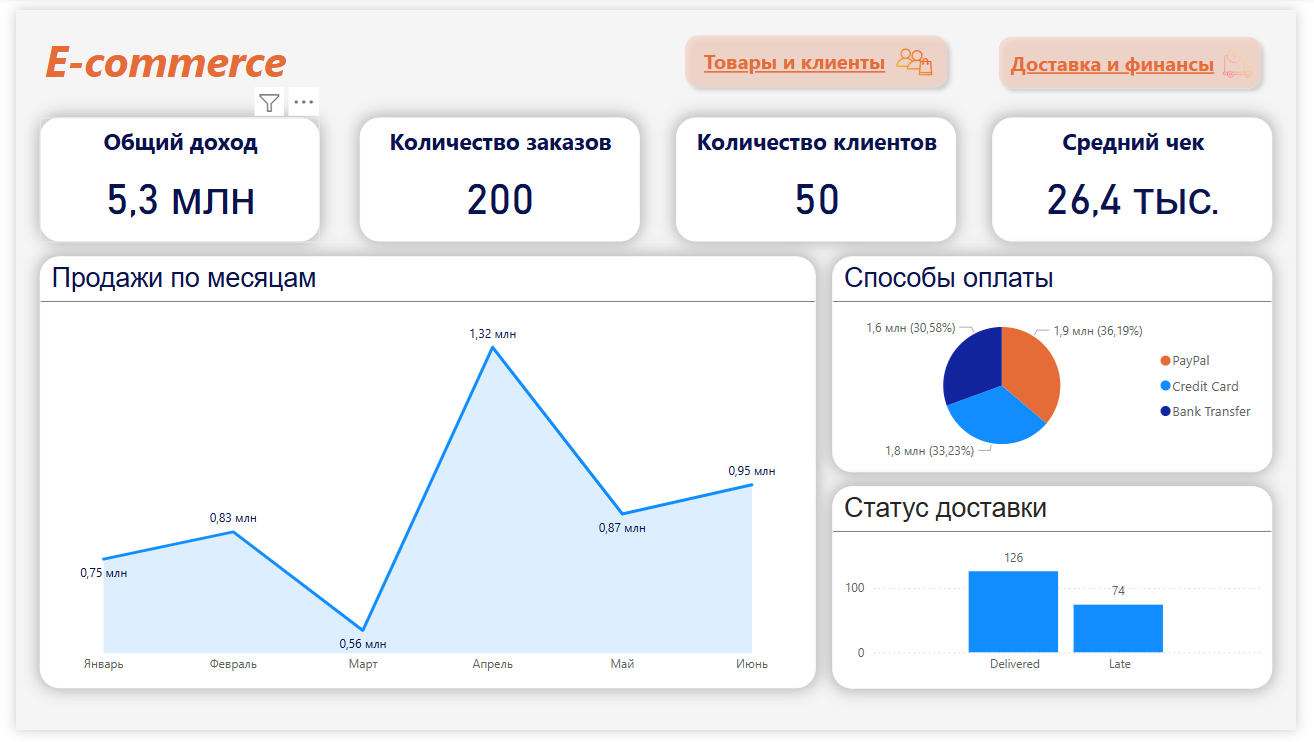 E-commerce
Товары и клиенты
Доставка и финансы
Общий доход
5,3 млн
Количество заказов
200
Количество клиентов
50
Средний чек
26,4 тыс.
Продажи по месяцам
1,32 млн
0,95 млн
0,83 млн
0,87 млн
0,75 млн
0,56 млн
Январь
Февраль
Март
Апрель
Май
Июнь
Способы оплаты
1,6 млн (30,58%)
1,9 млн (36,19%)
1,8 млн (33,23%)
PayPal
Credit Card
Bank Transfer
Статус доставки
126
100
74
0
Delivered
Late